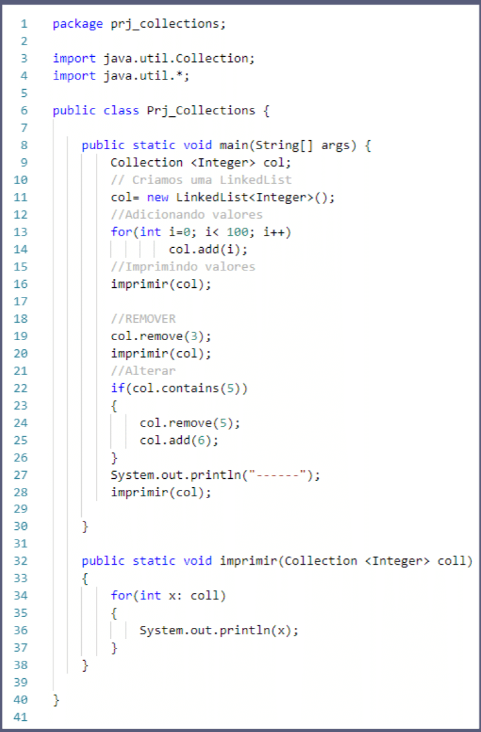 1 package prj_collections;
2
3 import java.util.Collection;
4 import java.util.*;
5
6 public class Prj_Collections {
7
8 public static void main(String[] args) {
9 Collection <Integer> col;
10 // Criamos uma LinkedList
11 col= new LinkedList<Integer>();
12 //Adicionando valores
13 for(int i=0; i< 100; i++)
14 col.add(i);
15 //Imprimindo valores
16 imprimir(col);
17
18 //REMOVER
19 col.remove(3);
20 imprimir(col);
21 //Alterar
22 if(col.contains(5))
23 {
24 col.remove(5);
25 col.add(6);
26 }
27 System.out.println("------");
28 imprimir(col);
29
30 }
31
32 public static void imprimir(Collection <Integer> coll)
33 {
34 for(int x: coll)
35 {
36 System.out.println(x);
37 }
38 }
39
40 }
41